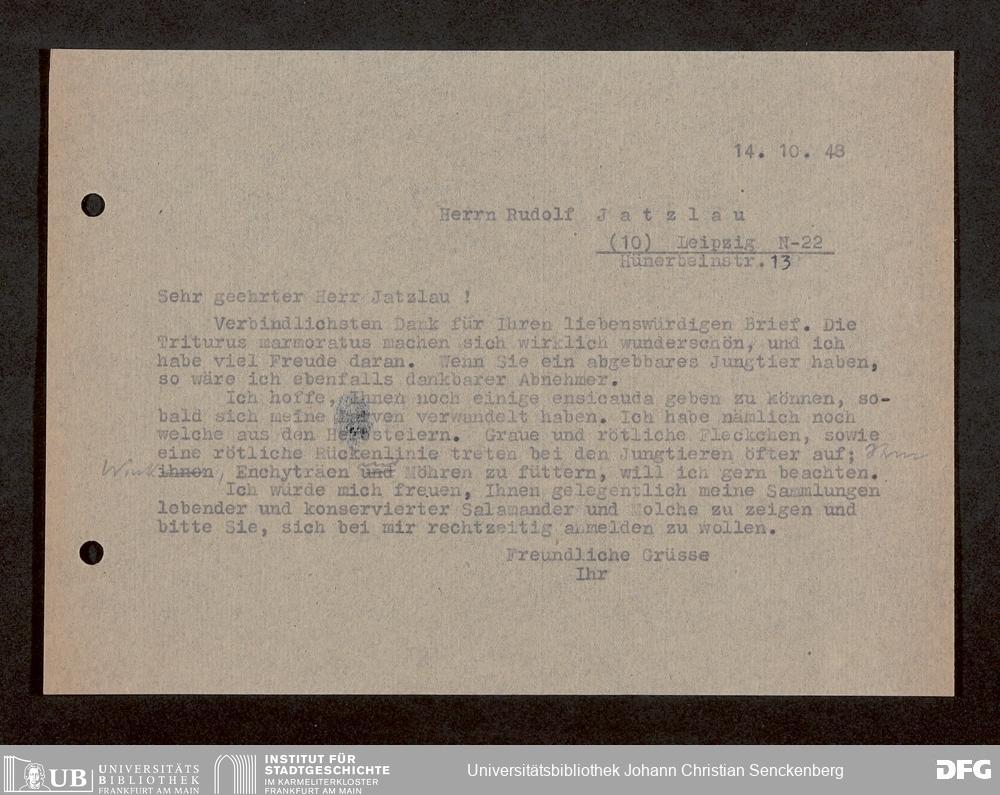 14. 10. 48
Herrn Rudolf J a t z l a u
(10) Leipzig N-22
Hünerbeinstr. 13
Sehr geehrter Herr Jatzlau !
Verbindlichsten Dank für Ihren liebenswürdigen Brief. Die
Triturus marmoratus machen sich wirklich wunderschön, und ich
habe viel Freude daran. Wenn Sie ein abgebbares Jungtier haben,
so wäre ich ebenfalls dankbarer Abnehmer.
Ich hoffe, Ihnen noch einige ensicauda geben zu können, so-
bald sich meine Larven verwandelt haben. Ich habe nämlich noch
welche aus den Herbsteiern. Graue und rötliche Fleckchen, sowie
eine rötliche Rückenlinie treten bei den Jungtieren öfter auf; Ihren
Wink ihnen, Enchyträen und Möhren zu füttern, will ich gern beachten.
Ich würde mich freuen, Ihnen gelegentlich meine Sammlungen
lebender und konservierter Salamander und Molche zu zeigen und
bitte Sie, sich bei mir rechtzeitig anmelden zu wollen.
Freundliche Grüsse
Ihr
UB UNIVERSITÄTS
BIBLIOTHEK
FRANKFURT AM MAIN
INSTITUT FÜR
STADTGESCHICHTE
IM KARMELITERKLOSTER
FRANKFURT AM MAIN
Universitätsbibliothek Johann Christian Senckenberg
DFG